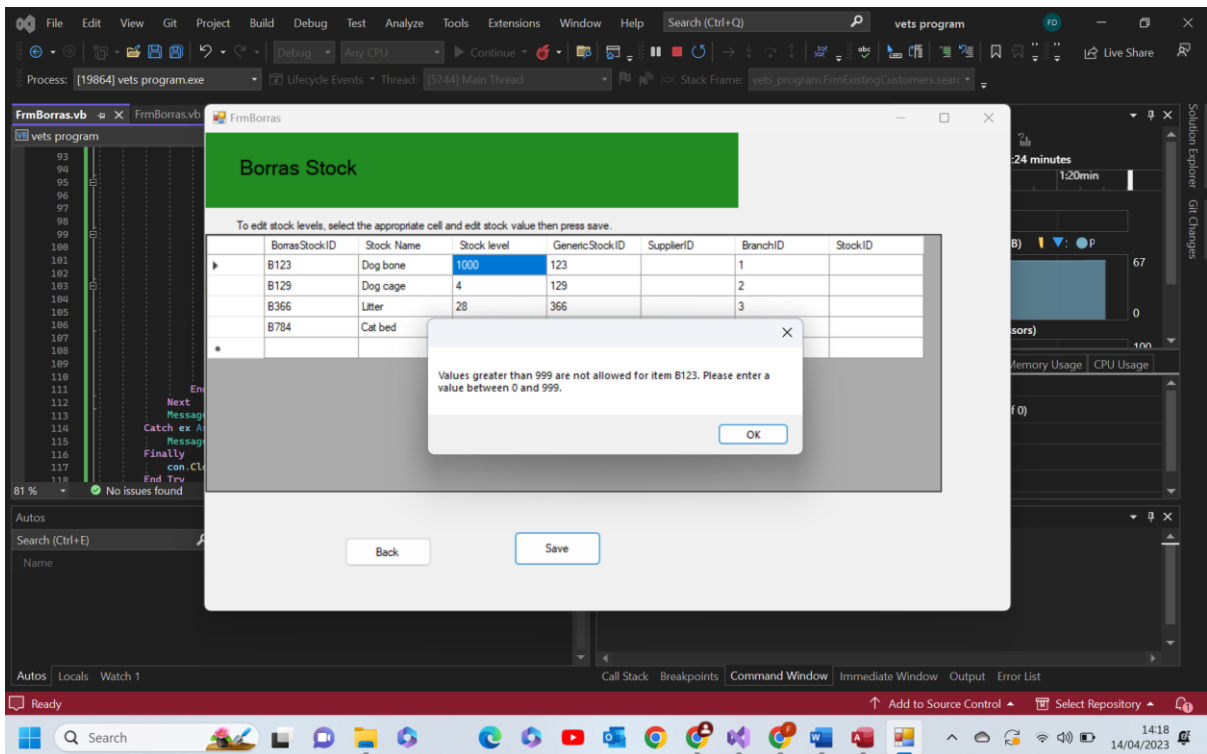 File Edit View Git Project Build Debug Test Analyze Tools Extensions Window Help Search (Ctrl+Q) vets program FD
Debug Any CPU Continue Live Share
Process: [19864] vets program.exe Lifecycle Events Thread: [5744] Main Thread Stack Frame: vets_program.FrmExistingCustomers.sean
FrmBorras.vb FrmBorras.vb
vets program
FrmBorras
Borras Stock
To edit stock levels, select the appropriate cell and edit stock value then press save.
BorrasStockID Stock Name Stock level GenericStockID SupplierID BranchID StockID
B123 Dog bone 1000 123 1
B129 Dog cage 4 129 2
B366 Litter 28 366 3
B784 Cat bed
Values greater than 999 are not allowed for item B123. Please enter a
value between 0 and 999.
OK
Back Save
93
94
95
96
97
98
99
100
101
102
103
104
105
106
107
108
109
110
111 En
112 Next
113 Messag
114 Catch ex A
115 Messag
116 Finally
117 con.Cl
118 End Try
81 % No issues found
:24 minutes
1:20min
B) P
67
0
sors)
100
Memory Usage CPU Usage
f 0)
Solution Explorer
Git Changes
Autos
Search (Ctrl+E)
Name
Autos Locals Watch 1
Call Stack Breakpoints Command Window Immediate Window Output Error List
Ready Add to Source Control Select Repository
Search 14:18
14/04/2023